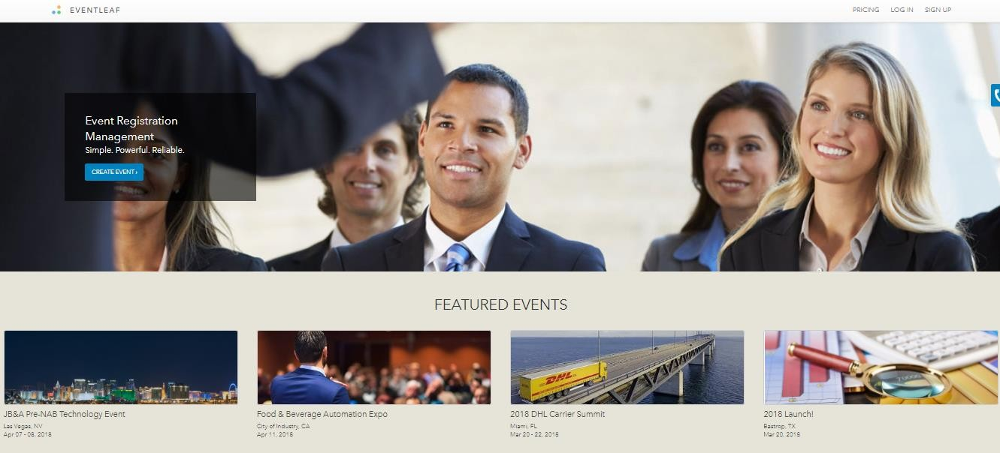 EVENTLEAF
PRICING
LOG IN
SIGN UP
Event Registration
Management
Simple. Powerful. Reliable.
CREATE EVENT ›
FEATURED EVENTS
DHL
JB&A Pre-NAB Technology Event
Las Vegas, NV
Apr 07 - 08, 2018
Food & Beverage Automation Expo
City of Industry, CA
Apr 11, 2018
2018 DHL Carrier Summit
Miami, FL
Mar 20 - 22, 2018
2018 Launch!
Bastrop, TX
Mar 20, 2018